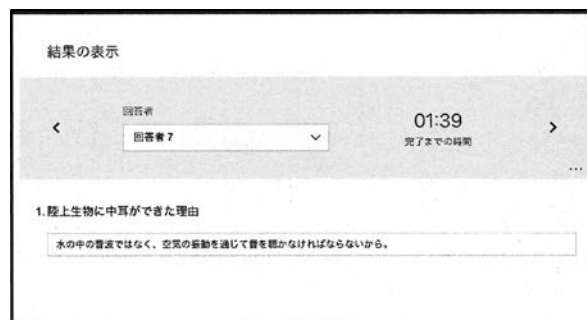 結果の表示
回答者
回答者 7
01:39
完了までの時間
1. 陸上生物に中耳ができた理由
水の中の音波ではなく、空気の振動を通じて音を聴かなければならないから。